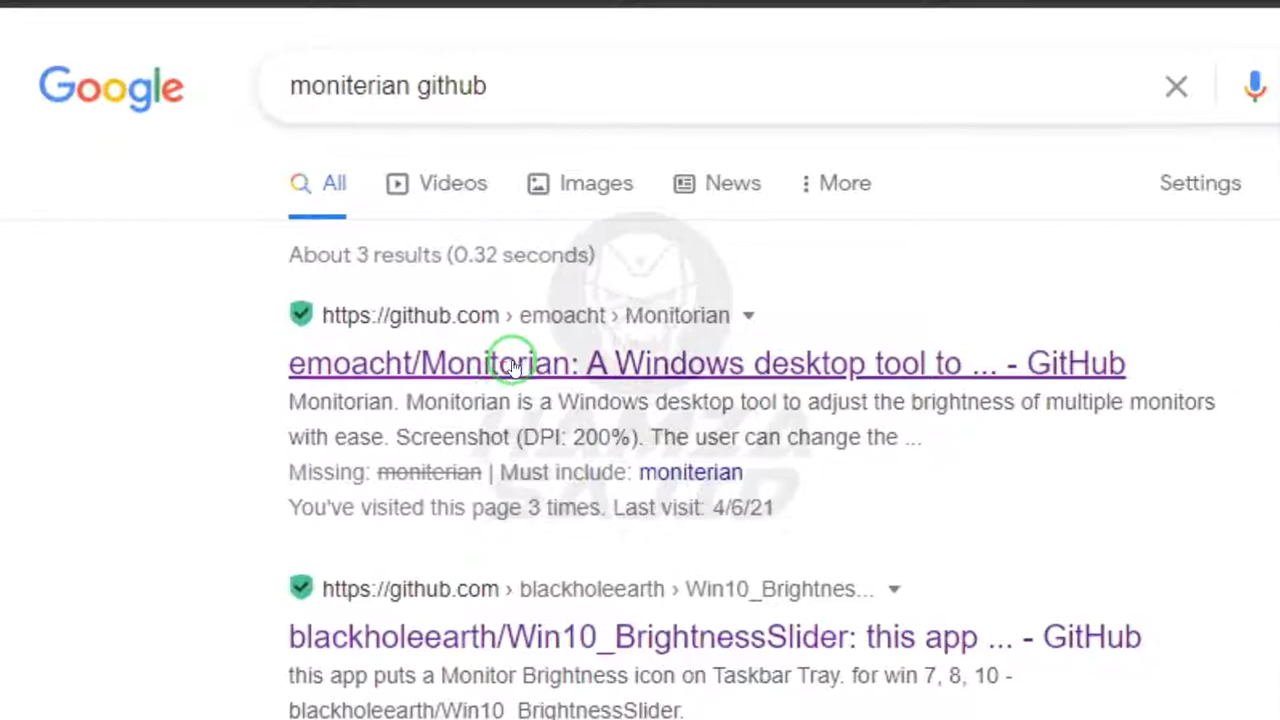 Google
moniterian github
All
Videos
Images
News
More
Settings
About 3 results (0.32 seconds)
https://github.com › emoacht › Monitorian
emoacht/Monitorian: A Windows desktop tool to ... - GitHub
Monitorian. Monitorian is a Windows desktop tool to adjust the brightness of multiple monitors
with ease. Screenshot (DPI: 200%). The user can change the ...
Missing: moniterian | Must include: moniterian
You've visited this page 3 times. Last visit: 4/6/21
https://github.com › blackholeearth › Win10_Brightnes...
blackholeearth/Win10_BrightnessSlider: this app ... - GitHub
this app puts a Monitor Brightness icon on Taskbar Tray. for win 7, 8, 10 -
blackholeearth/Win10_BrightnessSlider.